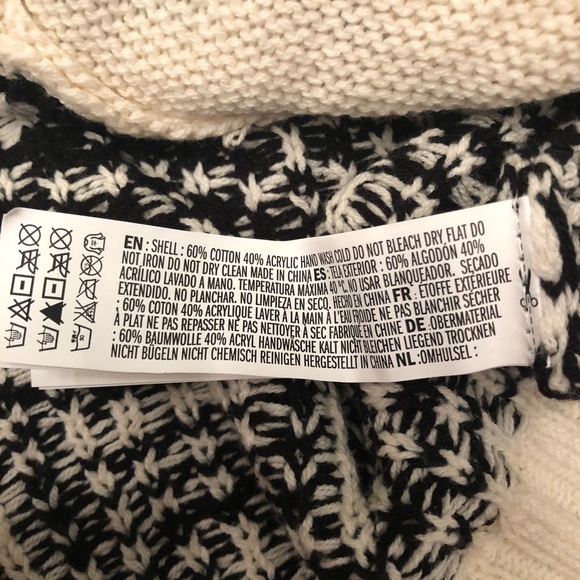 EN : SHELL : 60% COTTON 40% ACRYLIC HAND WISH COLD DO NOT BLEACH DRY FLAT DO
NOT IRON DO NOT DRY CLEAN MADE IN CHINA ES : TELA EXTERIOR : 60% ALGODÓN 40%
ACRÍLICO LAVADO A MANO. TEMPERATURA MÁXIMA 40 °C. NO USAR BLANQUEADOR. SECADO
EXTENDIDO. NO PLANCHAR. NO LIMPIEZA EN SECO. HECHO EN CHINA FR : ÉTOFFE EXTÉRIEURE
: 60% COTON 40% ACRYLIQUE LAVER À LA MAIN À L'EAU FROIDE NE PAS BLANCHIR SÉCHER
À PLAT NE PAS REPASSER NE PAS NETTOYER À SEC FABRIQUÉ EN CHINE DE : OBERMATERIAL
: 60% BAUMWOLLE 40% ACRYL HANDWÄSCHE KALT NICHT BLEICHEN LIEGEND TROCKNEN
NICHT BÜGELN NICHT CHEMISCH REINIGEN HERGESTELLT IN CHINA NL : OMHULSEL :